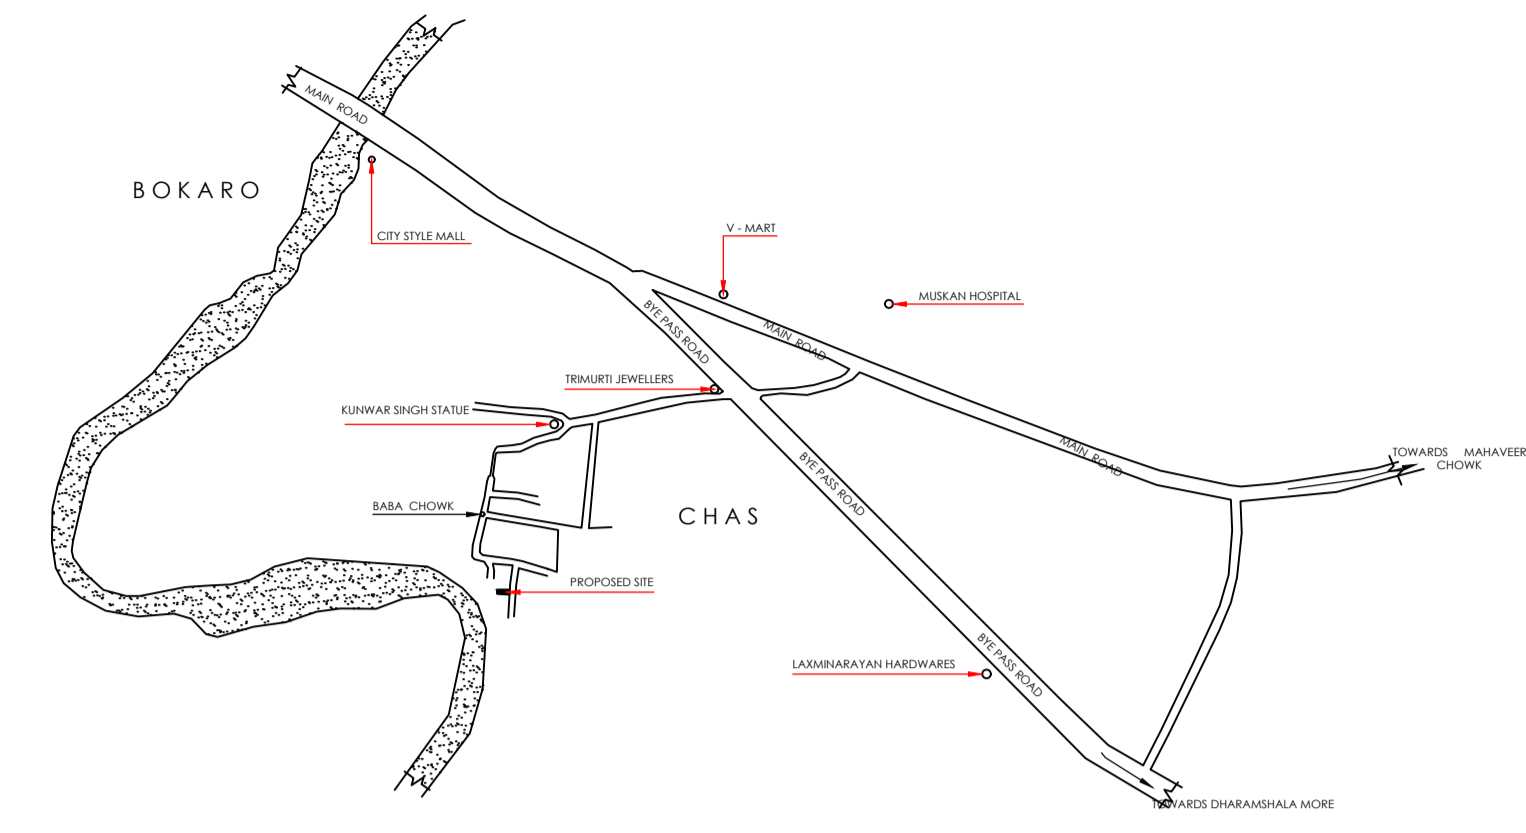 MAIN ROAD
BOKARO
CITY STYLE MALL
V - MART
MUSKAN HOSPITAL
BYE PASS ROAD
MAIN ROAD
TRIMURTI JEWELLERS
KUNWAR SINGH STATUE
MAIN ROAD
TOWARDS MAHAVEER
CHOWK
BYE PASS ROAD
BABA CHOWK
CHAS
PROPOSED SITE
BYE PASS ROAD
LAXMINARAYAN HARDWARES
TOWARDS DHARAMSHALA MORE